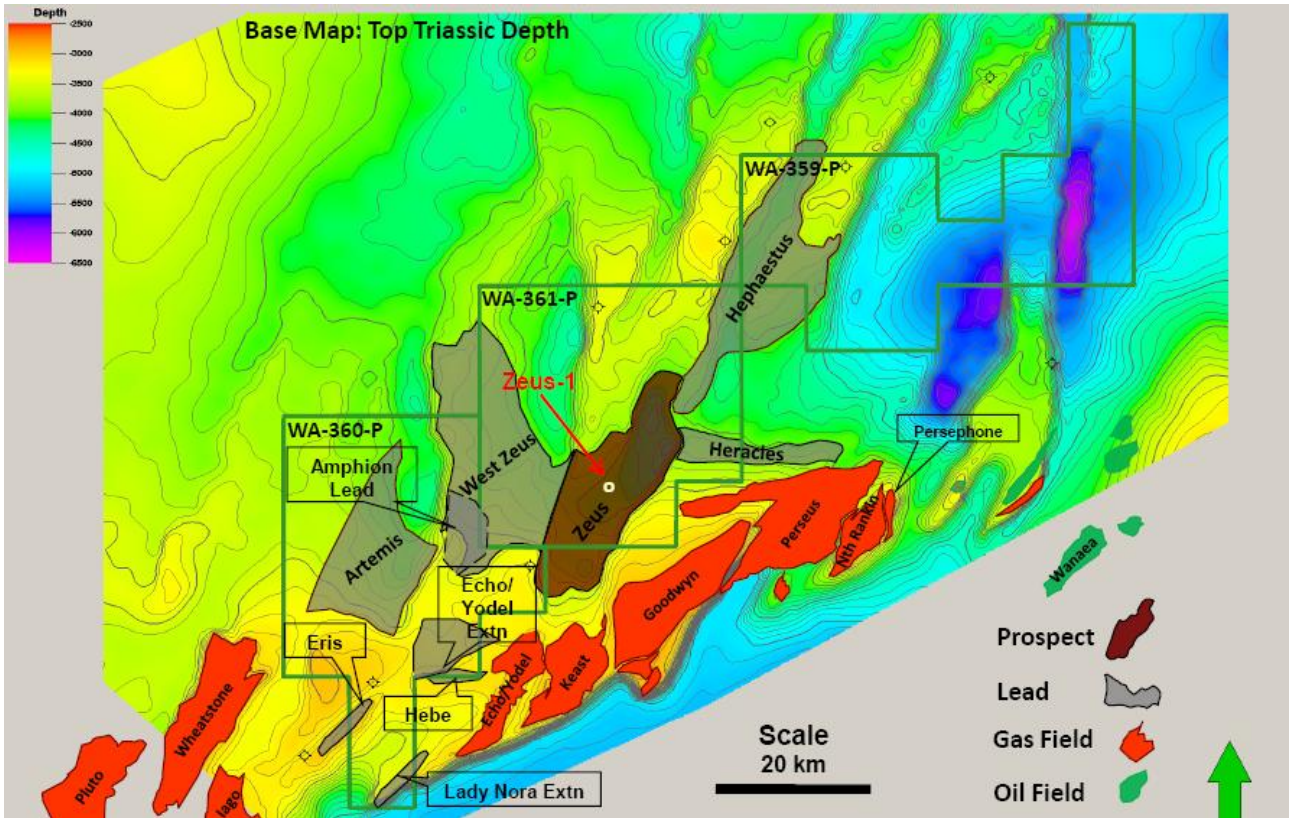 Depth
Base Map: Top Triassic Depth
-2500
-3000
-3500
-4000
-4500
-5000
-5500
-6000
-6500
WA-359-P
Hephaestus
WA-361-P
Zeus-1
WA-360-P
Amphion
Lead
West Zeus
Heracles
Persephone
Artemis
Zeus
Perseus
Nth Rankin
Wanaea
Echo/
Yodel
Extn
Goodwyn
Eris
Hebe
Echo/Yodel
Keast
Wheatstone
Pluto
Iago
Lady Nora Extn
Scale
20 km
Prospect
Lead
Gas Field
Oil Field